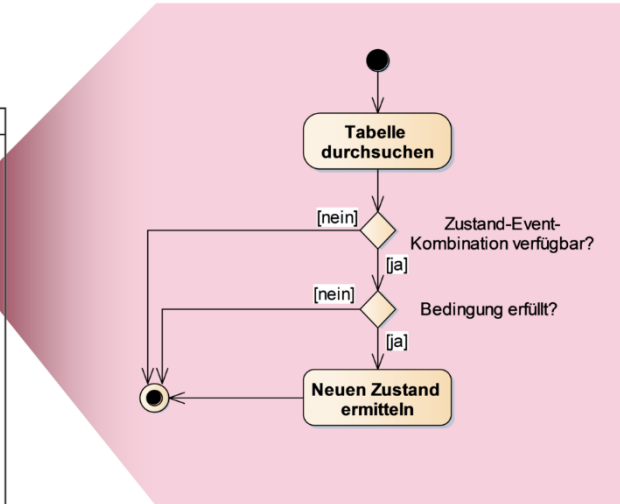 Tabelle
durchsuchen
[nein]
Zustand-Event-
Kombination verfügbar?
[ja]
[nein]
Bedingung erfüllt?
[ja]
Neuen Zustand
ermitteln